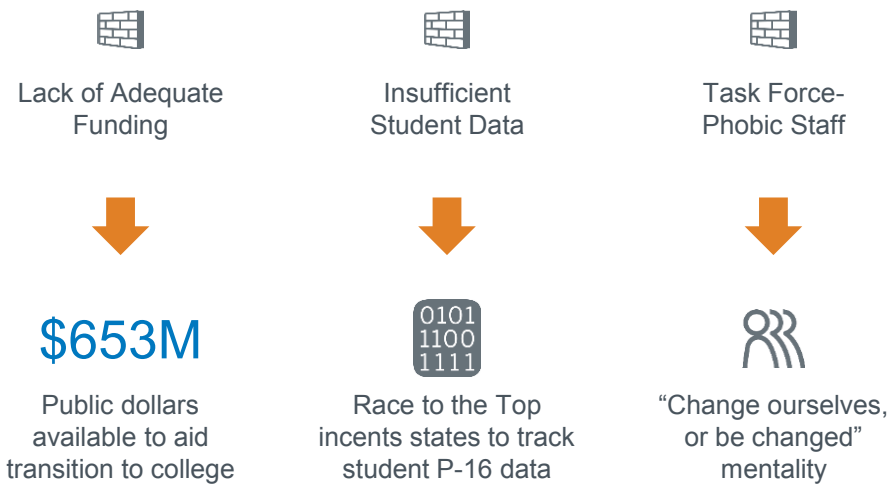 Lack of Adequate
Funding
Insufficient
Student Data
Task Force-
Phobic Staff
$653M
0101
1100
1111
Public dollars
available to aid
transition to college
Race to the Top
incents states to track
student P-16 data
“Change ourselves,
or be changed”
mentality